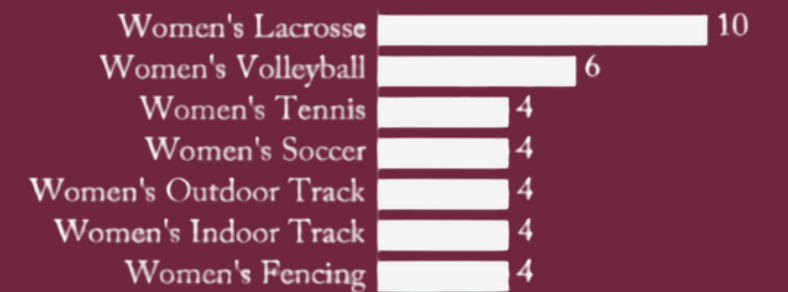 Women's Lacrosse 10
Women's Volleyball 6
Women's Tennis 4
Women's Soccer 4
Women's Outdoor Track 4
Women's Indoor Track 4
Women's Fencing 4